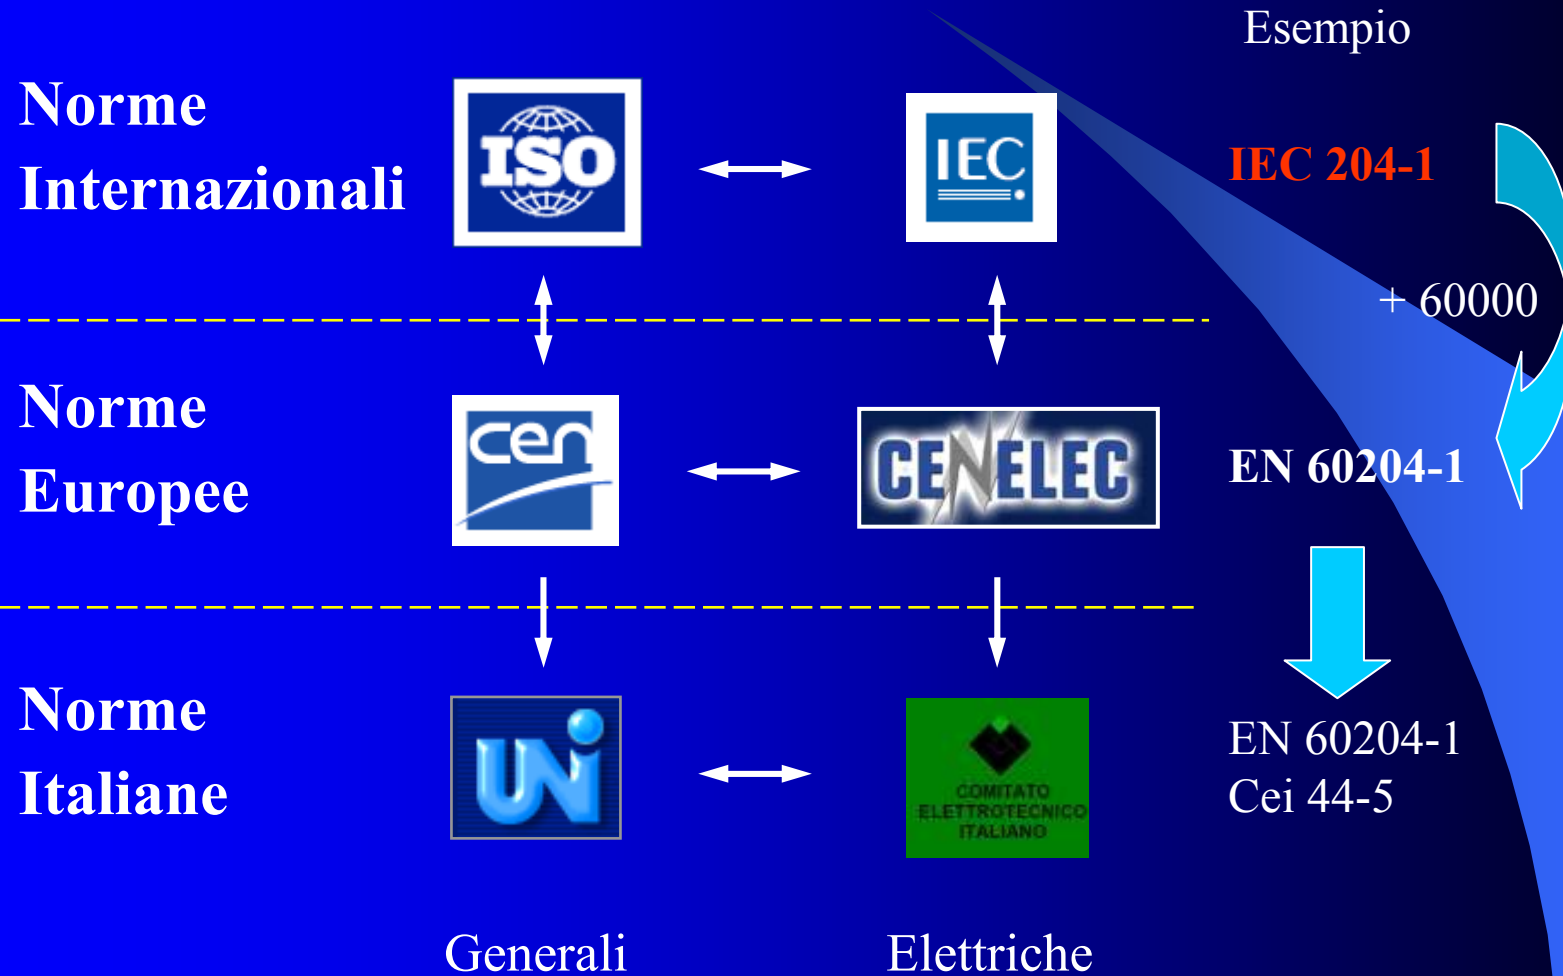 Esempio
Norme
Internazionali
ISO
IEC
IEC 204-1
+ 60000
Norme
Europee
cen
CENELEC
EN 60204-1
Norme
Italiane
UNI
COMITATO
ELETTROTECNICO
ITALIANO
EN 60204-1
Cei 44-5
Generali
Elettriche